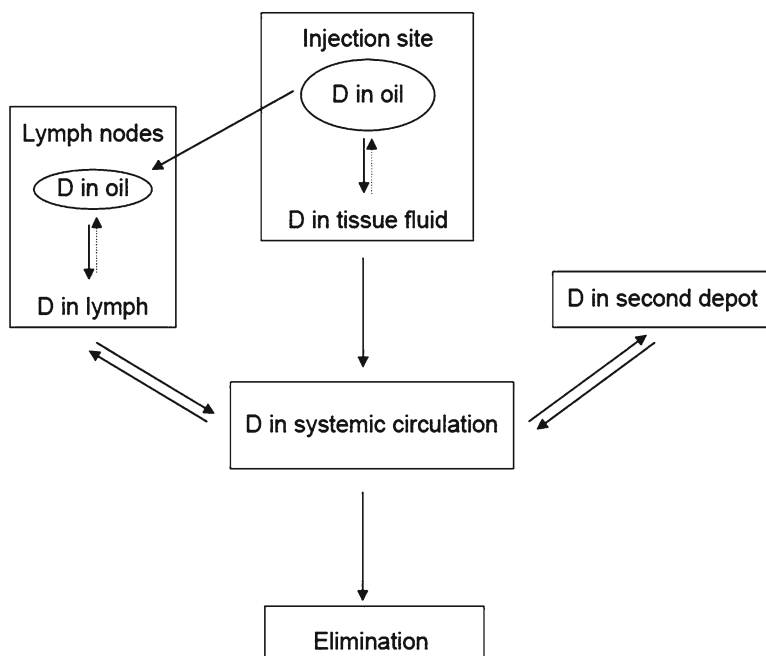 Injection site
D in oil
D in tissue fluid
Lymph nodes
D in oil
D in lymph
D in second depot
D in systemic circulation
Elimination